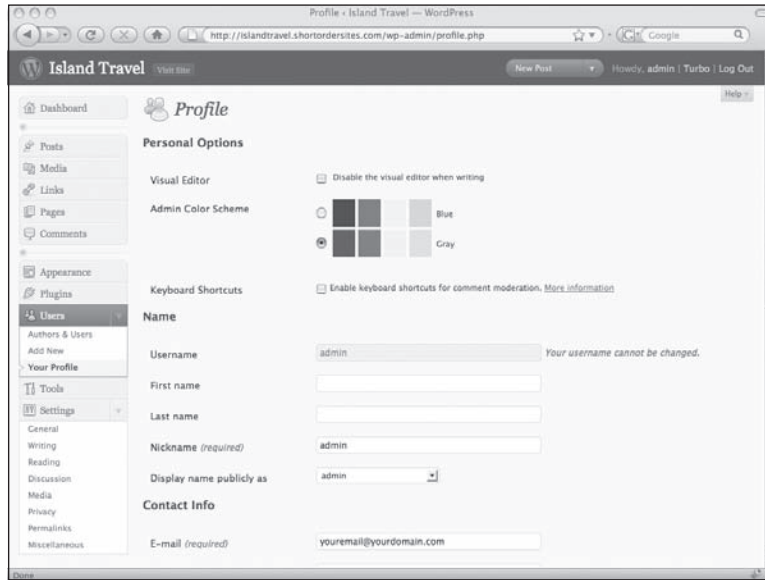 Profile ‹ Island Travel — WordPress
http://islandtravel.shortordersites.com/wp-admin/profile.php
Google
Island Travel Visit Site
New Post
Howdy, admin | Turbo | Log Out
Help
Dashboard
Posts
Media
Links
Pages
Comments
Appearance
Plugins
Users
Authors & Users
Add New
Your Profile
Tools
Settings
General
Writing
Reading
Discussion
Media
Privacy
Permalinks
Miscellaneous
Profile
Personal Options
Visual Editor
Disable the visual editor when writing
Admin Color Scheme
Blue
Gray
Keyboard Shortcuts
Enable keyboard shortcuts for comment moderation. More information
Name
Username
admin
Your username cannot be changed.
First name
Last name
Nickname (required)
admin
Display name publicly as
admin
Contact Info
E-mail (required)
youremail@yourdomain.com
Done